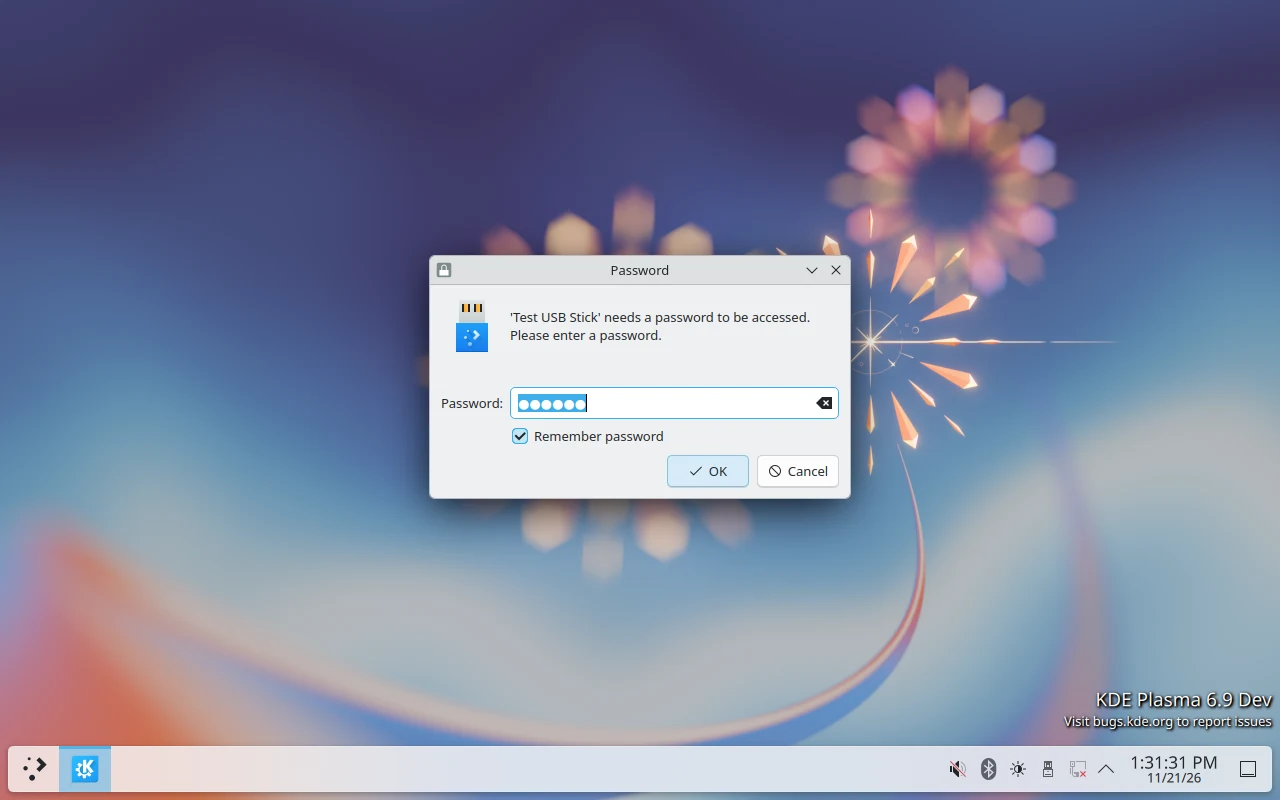 Password
'Test USB Stick' needs a password to be accessed.
Please enter a password.
Password:
Remember password
OK
Cancel
KDE Plasma 6.9 Dev
Visit bugs.kde.org to report issues
1:31:31 PM
11/21/26